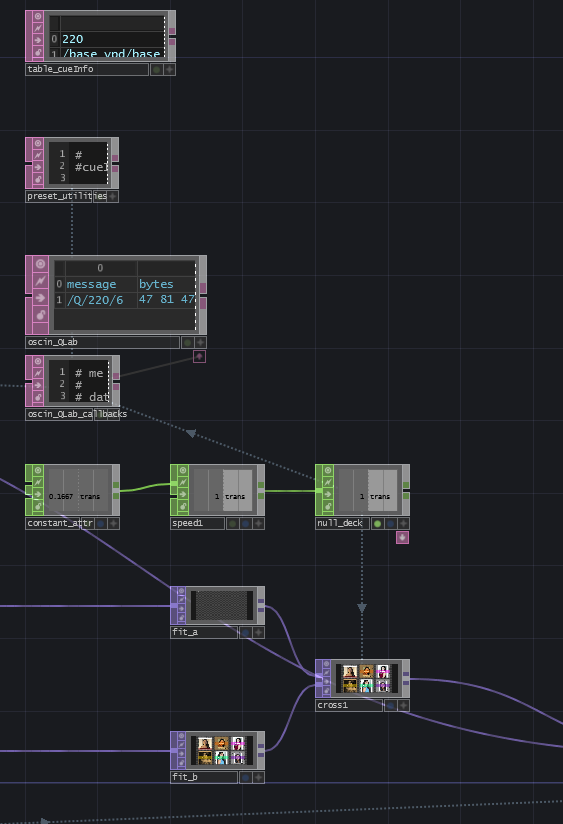 0 220
1 /base_vpd/base
table_cueInfo
1 #
2 #cueI
3
preset_utilities
0
0 message bytes
1 /Q/220/6 47 81 47
oscin_QLab
1 # me
2 #
3 # dat
oscin_QLab_callbacks
0.1667 trans
1 trans
1 trans
constant_attr
speed1
null_deck
fit_a
cross1
fit_b